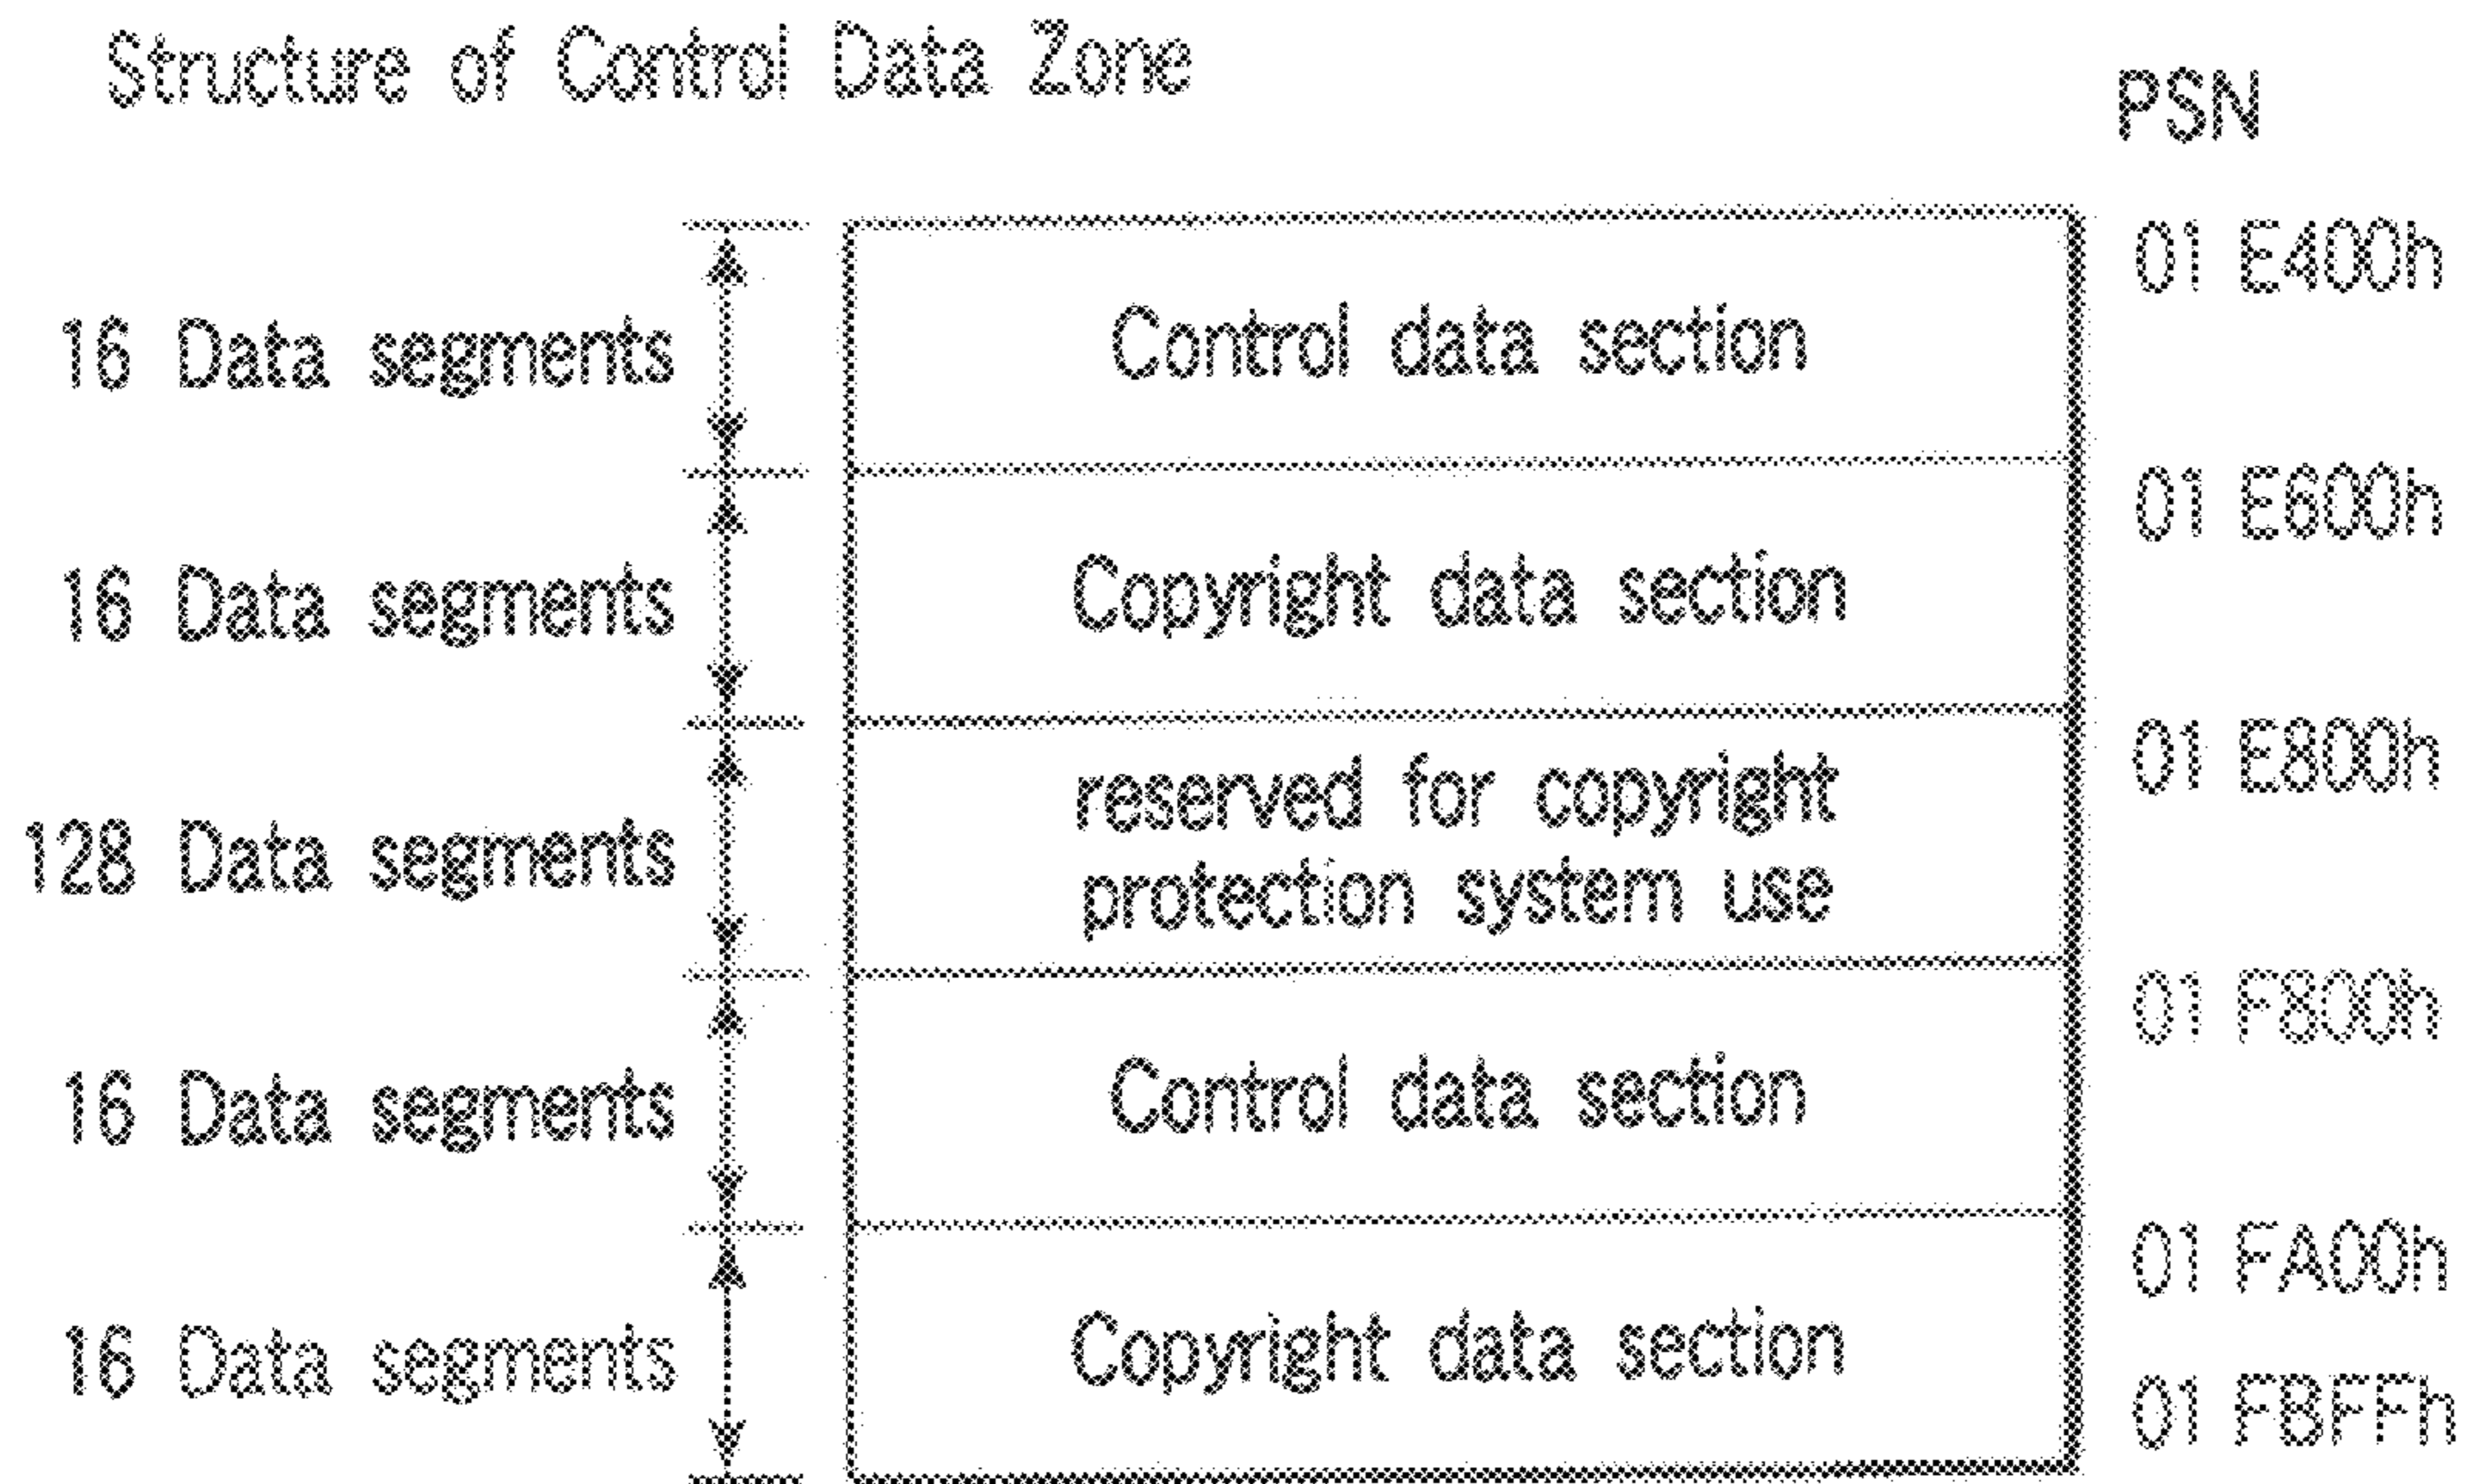 Structure of Control Data Zone
PSN
01 E400h
16 Data segments
Control data section
01 E600h
16 Data segments
Copyright data section
01 E800h
128 Data segments
reserved for copyright
protection system use
01 F800h
16 Data segments
Control data section
01 FA00h
16 Data segments
Copyright data section
01 FBFFh